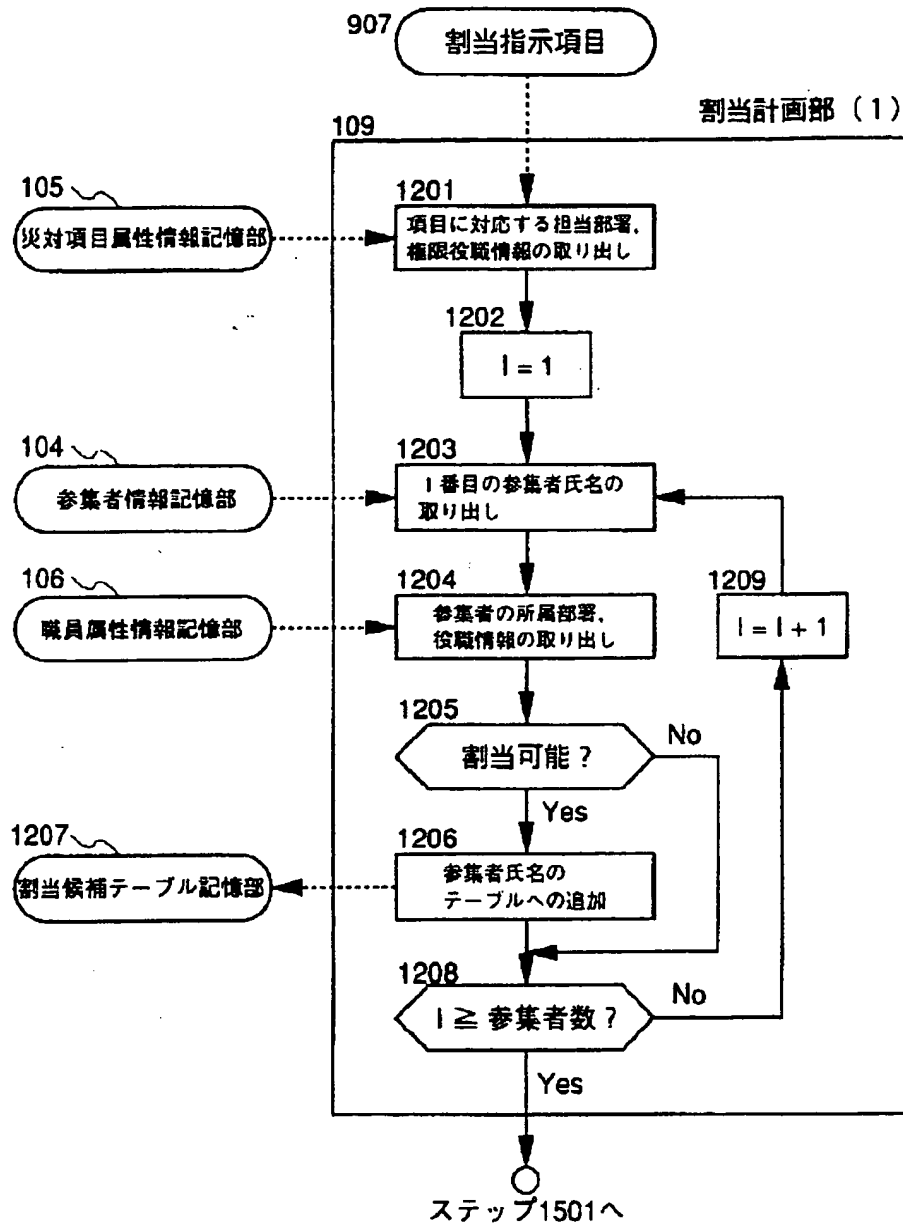 907
割当指示項目
割当計画部（1）
109
105
災対項目属性情報記憶部
1201
項目に対応する担当部署，
権限役職情報の取り出し
1202
I = 1
104
参集者情報記憶部
1203
I 番目の参集者氏名の
取り出し
106
職員属性情報記憶部
1204
参集者の所属部署，
役職情報の取り出し
1209
I = I + 1
1205
割当可能？
No
Yes
1207
割当候補テーブル記憶部
1206
参集者氏名の
テーブルへの追加
1208
I ≧ 参集者数？
No
Yes
ステップ1501へ